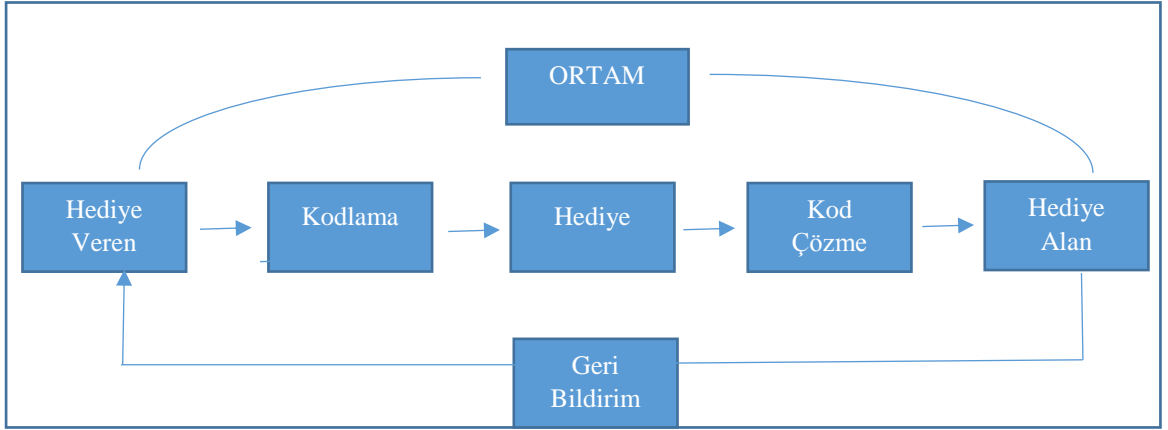 ORTAM
Hediye
Veren
Kodlama
Hediye
Kod
Çözme
Hediye
Alan
Geri
Bildirim